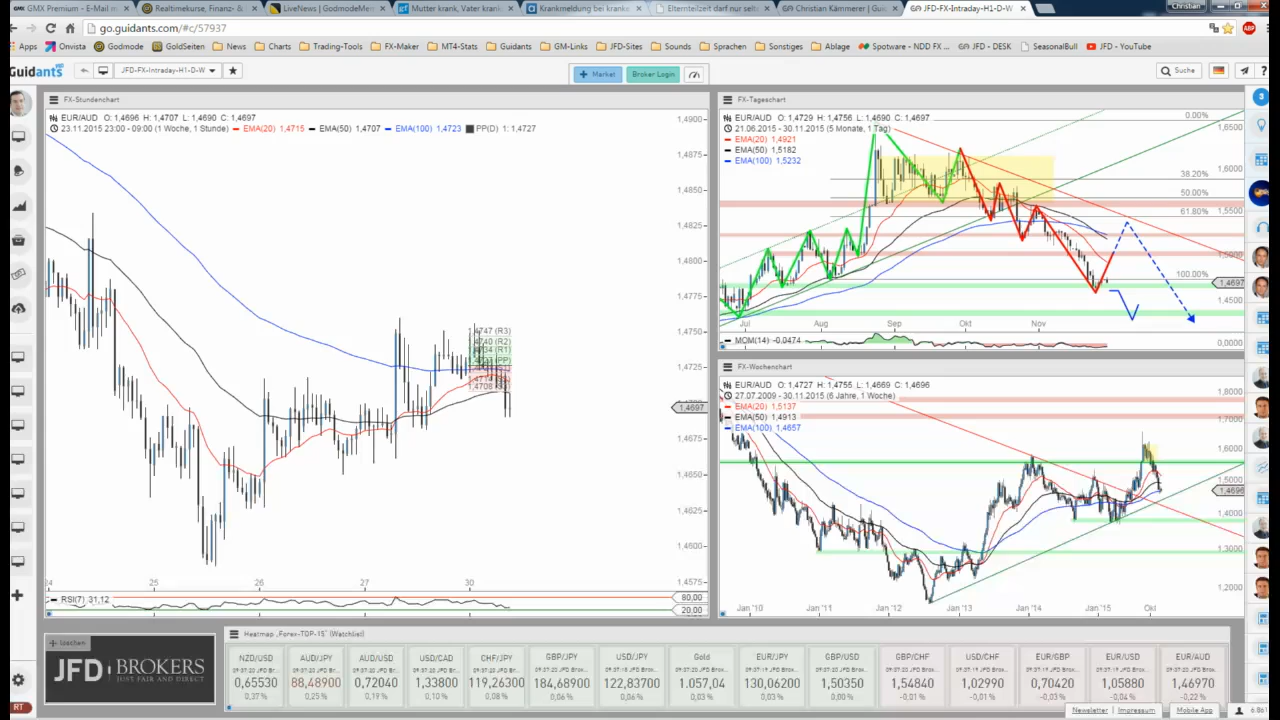 GMX Premium - E-Mail m
Realtimekurse, Finanz- &
LiveNews | GodmodeMem
Mutter krank, Vater krank
Krankmeldung bei kranke
Elternteilzeit darf nur selt
Christian Kämmerer | Gui
JFD-FX-Intraday-H1-D-W
Christian
go.guidants.com/#c/57937
Apps
Onvista
Godmode
GoldSeiten
News
Charts
Trading-Tools
FX-Maker
MT4-Stats
Guidants
GM-Links
JFD-Sites
Sounds
Sprachen
Sonstiges
Ablage
Spotware - NDD FX ...
JFD - DESK
SeasonalBull
JFD - YouTube
Guidants
JFD-FX-Intraday-H1-D-W
+ Market
Broker Login
Suche
FX-Stundenchart
EUR/AUD O: 1,4696 H: 1,4707 L: 1,4690 C: 1,4697
23.11.2015 23:00 - 09:00 (1 Woche, 1 Stunde) EMA(20) 1,4715 EMA(50) 1,4707 EMA(100) 1,4723 PP(D) 1: 1,4727
1,4900
1,4875
1,4850
1,4825
1,4800
1,4775
1,4750
1,4725
1,4697
1,4675
1,4650
1,4625
1,4600
1,4575
4747 (R3)
4740 (R2)
(R1)
(PP)
4708
24
25
26
27
30
RSI(7) 31,12
80,00
20,00
FX-Tageschart
EUR/AUD O: 1,4729 H: 1,4756 L: 1,4690 C: 1,4697
21.06.2015 - 30.11.2015 (5 Monate, 1 Tag)
EMA(20) 1,4921
EMA(50) 1,5182
EMA(100) 1,5232
0.00%
38.20%
50.00%
61.80%
100.00%
1,6500
1,6000
1,5500
1,5000
1,4697
1,4500
Jul
Aug
Sep
Okt
Nov
MOM(14) -0,0474
0,0000
FX-Wochenchart
EUR/AUD O: 1,4727 H: 1,4755 L: 1,4669 C: 1,4696
27.07.2009 - 30.11.2015 (6 Jahre, 1 Woche)
EMA(20) 1,5137
EMA(50) 1,4913
EMA(100) 1,4657
1,8000
1,7000
1,6000
1,5000
1,4696
1,4000
1,3000
1,2000
Jan '10
Jan '11
Jan '12
Jan '13
Jan '14
Jan '15
Okt
+ löschen
JFD BROKERS
JUST FAIR AND DIRECT
Heatmap „Forex-TOP-15“ (Watchlist)
NZD/USD
0,65530
0,37 %
AUD/JPY
88,48900
0,25 %
AUD/USD
0,72040
0,19 %
USD/CAD
1,33800
0,10 %
CHF/JPY
119,26300
0,08 %
GBP/JPY
184,68900
0,06 %
USD/JPY
122,83700
0,06 %
Gold
1.057,04
0,03 %
EUR/JPY
130,06200
0,03 %
GBP/USD
1,50350
0,00 %
GBP/CHF
1,54840
-0,01 %
USD/CHF
1,02995
-0,01 %
EUR/GBP
0,70420
-0,03 %
EUR/USD
1,05880
-0,04 %
EUR/AUD
1,46970
-0,22 %
RT
Newsletter | Impressum
Mobile App